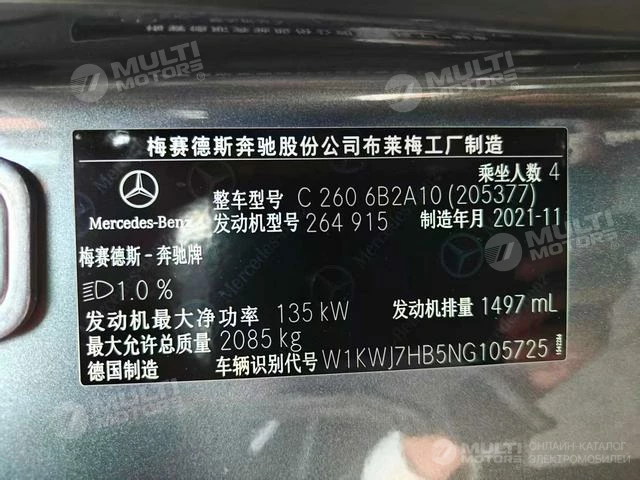 MULTI MOTORS
MULTI MOTORS
梅赛德斯奔驰股份公司布莱梅工厂制造
乘坐人数 4
整车型号 C 260 6B2A10 (205377)
Mercedes-Benz
发动机型号 264 915 制造年月 2021-11
梅赛德斯 - 奔驰牌
1.0 %
发动机最大净功率 135 kW 发动机排量 1497 mL
最大允许总质量 2085 kg
德国制造 车辆识别代号 W1KWJ7HB5NG105725
MULTI MOTORS
MULTI MOTORS
MULTI MOTORS ОНЛАЙН-КАТАЛОГ
ЭЛЕКТРОМОБИЛЕЙ